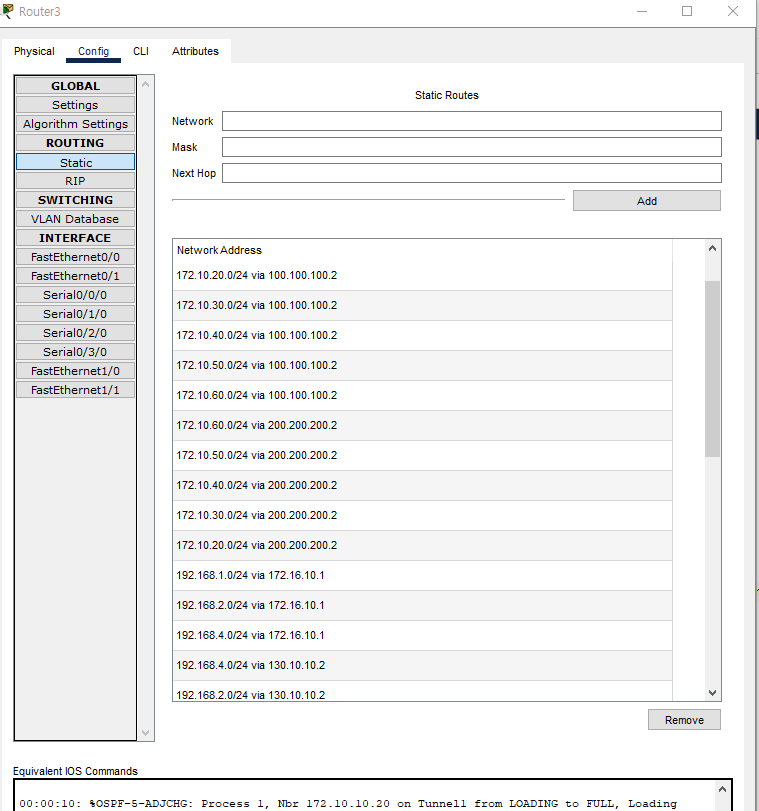 Router3
Physical Config CLI Attributes
GLOBAL
Settings
Algorithm Settings
ROUTING
Static
RIP
SWITCHING
VLAN Database
INTERFACE
FastEthernet0/0
FastEthernet0/1
Serial0/0/0
Serial0/1/0
Serial0/2/0
Serial0/3/0
FastEthernet1/0
FastEthernet1/1
Static Routes
Network
Mask
Next Hop
Add
Network Address
172.10.20.0/24 via 100.100.100.2
172.10.30.0/24 via 100.100.100.2
172.10.40.0/24 via 100.100.100.2
172.10.50.0/24 via 100.100.100.2
172.10.60.0/24 via 100.100.100.2
172.10.60.0/24 via 200.200.200.2
172.10.50.0/24 via 200.200.200.2
172.10.40.0/24 via 200.200.200.2
172.10.30.0/24 via 200.200.200.2
172.10.20.0/24 via 200.200.200.2
192.168.1.0/24 via 172.16.10.1
192.168.2.0/24 via 172.16.10.1
192.168.4.0/24 via 172.16.10.1
192.168.4.0/24 via 130.10.10.2
192.168.2.0/24 via 130.10.10.2
Remove
Equivalent IOS Commands
00:00:10: %OSPF-5-ADJCHG: Process 1, Nbr 172.10.10.20 on Tunnel1 from LOADING to FULL, Loading